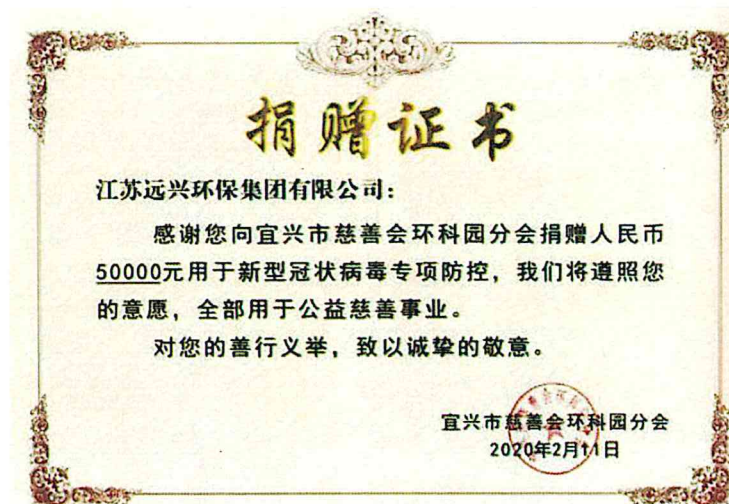 捐赠证书
江苏远兴环保集团有限公司：
感谢您向宜兴市慈善会环科园分会捐赠人民币
50000元用于新型冠状病毒专项防控，我们将遵照您
的意愿，全部用于公益慈善事业。
对您的善行义举，致以诚挚的敬意。
宜兴市慈善会环科园分会
2020年2月11日